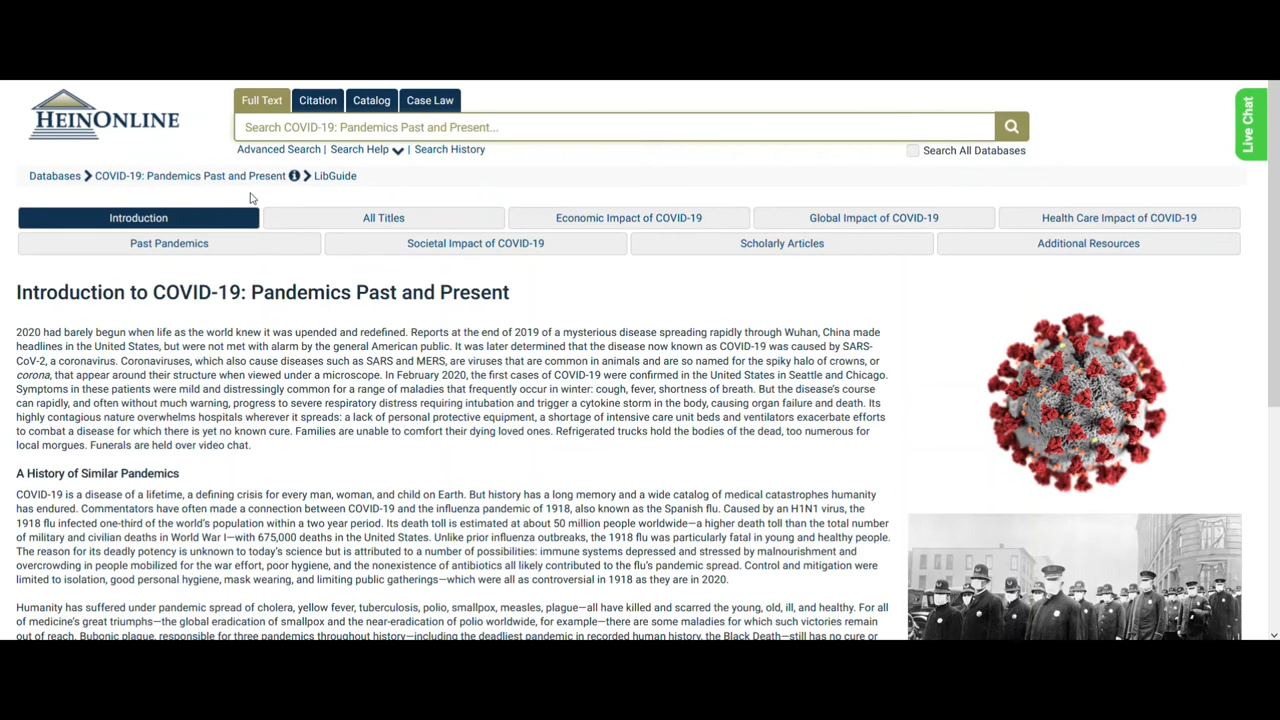 HEINONLINE
Full Text Citation Catalog Case Law
Search COVID-19: Pandemics Past and Present...
Advanced Search | Search Help | Search History
Search All Databases
Live Chat
Databases COVID-19: Pandemics Past and Present LibGuide
Introduction All Titles Economic Impact of COVID-19 Global Impact of COVID-19 Health Care Impact of COVID-19
Past Pandemics Societal Impact of COVID-19 Scholarly Articles Additional Resources
Introduction to COVID-19: Pandemics Past and Present
2020 had barely begun when life as the world knew it was upended and redefined. Reports at the end of 2019 of a mysterious disease spreading rapidly through Wuhan, China made
headlines in the United States, but were not met with alarm by the general American public. It was later determined that the disease now known as COVID-19 was caused by SARS-
CoV-2, a coronavirus. Coronaviruses, which also cause diseases such as SARS and MERS, are viruses that are common in animals and are so named for the spiky halo of crowns, or
corona, that appear around their structure when viewed under a microscope. In February 2020, the first cases of COVID-19 were confirmed in the United States in Seattle and Chicago.
Symptoms in these patients were mild and distressingly common for a range of maladies that frequently occur in winter: cough, fever, shortness of breath. But the disease's course
can rapidly, and often without much warning, progress to severe respiratory distress requiring intubation and trigger a cytokine storm in the body, causing organ failure and death. Its
highly contagious nature overwhelms hospitals wherever it spreads: a lack of personal protective equipment, a shortage of intensive care unit beds and ventilators exacerbate efforts
to combat a disease for which there is yet no known cure. Families are unable to comfort their dying loved ones. Refrigerated trucks hold the bodies of the dead, too numerous for
local morgues. Funerals are held over video chat.
A History of Similar Pandemics
COVID-19 is a disease of a lifetime, a defining crisis for every man, woman, and child on Earth. But history has a long memory and a wide catalog of medical catastrophes humanity
has endured. Commentators have often made a connection between COVID-19 and the influenza pandemic of 1918, also known as the Spanish flu. Caused by an H1N1 virus, the
1918 flu infected one-third of the world's population within a two year period. Its death toll is estimated at about 50 million people worldwide—a higher death toll than the total number
of military and civilian deaths in World War I—with 675,000 deaths in the United States. Unlike prior influenza outbreaks, the 1918 flu was particularly fatal in young and healthy people.
The reason for its deadly potency is unknown to today's science but is attributed to a number of possibilities: immune systems depressed and stressed by malnourishment and
overcrowding in people mobilized for the war effort, poor hygiene, and the nonexistence of antibiotics all likely contributed to the flu's pandemic spread. Control and mitigation were
limited to isolation, good personal hygiene, mask wearing, and limiting public gatherings—which were all as controversial in 1918 as they are in 2020.
Humanity has suffered under pandemic spread of cholera, yellow fever, tuberculosis, polio, smallpox, measles, plague—all have killed and scarred the young, old, ill, and healthy. For all
of medicine's great triumphs—the global eradication of smallpox and the near-eradication of polio worldwide, for example—there are some maladies for which such victories remain
out of reach. Bubonic plague, responsible for three pandemics throughout history—including the deadliest pandemic in recorded human history, the Black Death—still has no cure or